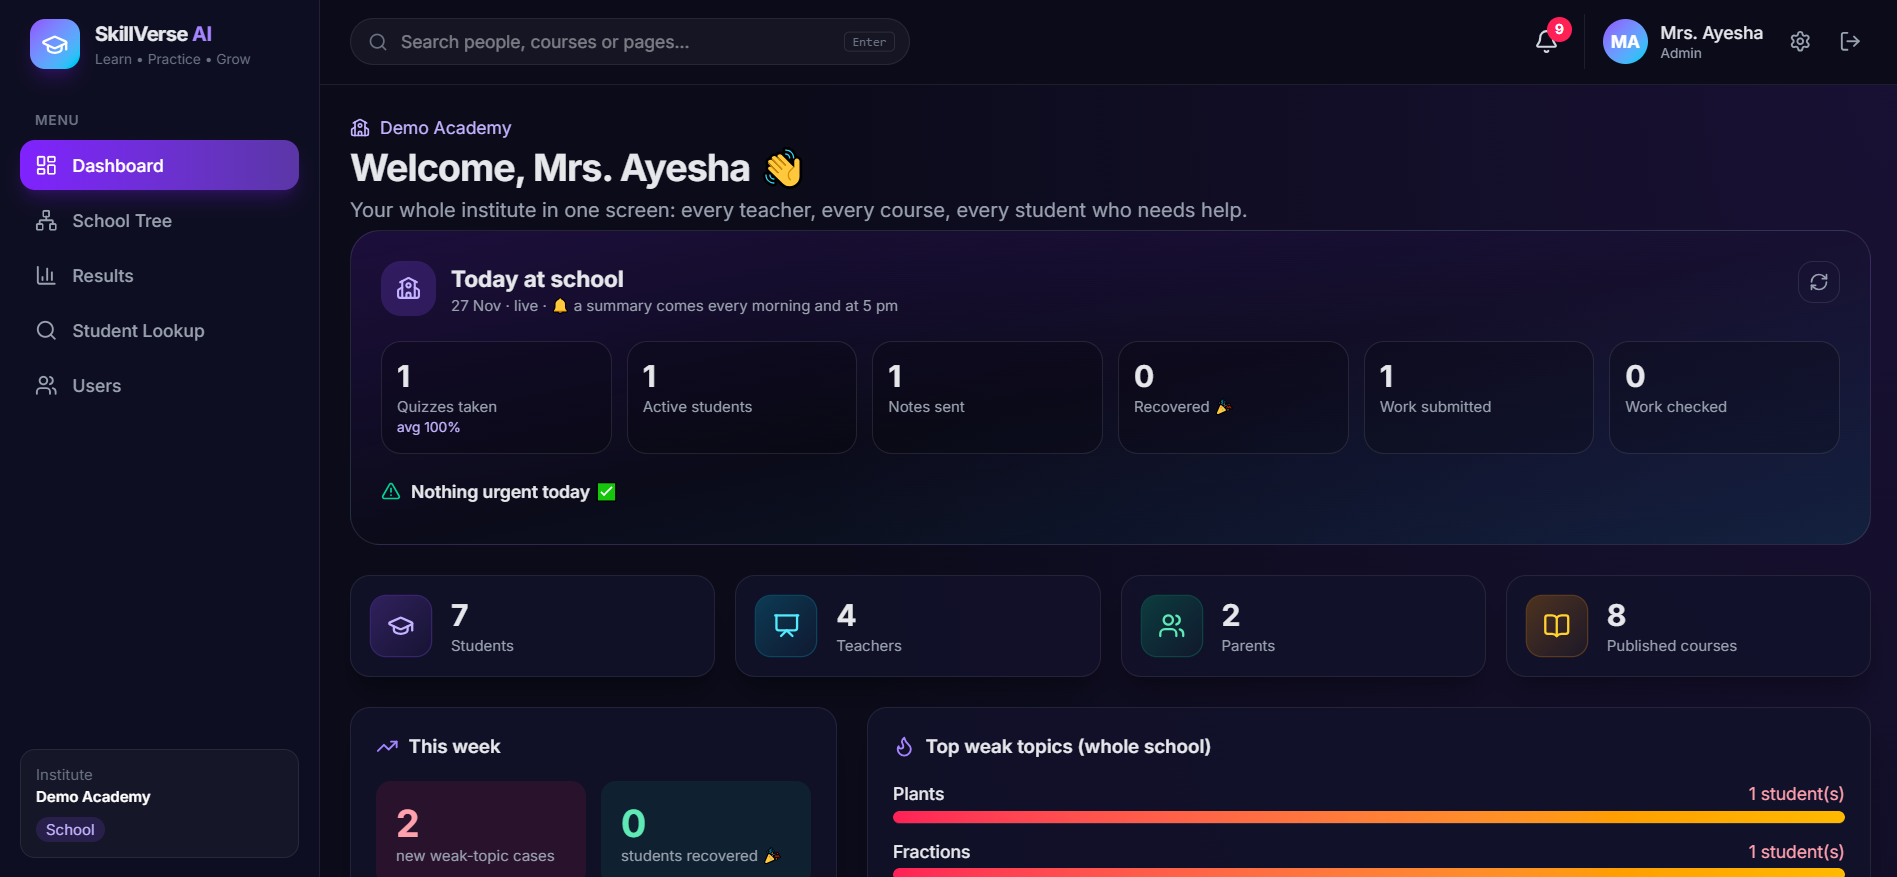 SkillVerse AI
Learn • Practice • Grow
Search people, courses or pages...
Enter
9
MA
Mrs. Ayesha
Admin
MENU
Dashboard
School Tree
Results
Student Lookup
Users
Institute
Demo Academy
School
Demo Academy
Welcome, Mrs. Ayesha 👋
Your whole institute in one screen: every teacher, every course, every student who needs help.
Today at school
27 Nov · live · 🔔 a summary comes every morning and at 5 pm
1
Quizzes taken
avg 100%
1
Active students
1
Notes sent
0
Recovered 🎉
1
Work submitted
0
Work checked
Nothing urgent today ✅
7
Students
4
Teachers
2
Parents
8
Published courses
This week
2
new weak-topic cases
0
students recovered 🎉
Top weak topics (whole school)
Plants
1 student(s)
Fractions
1 student(s)